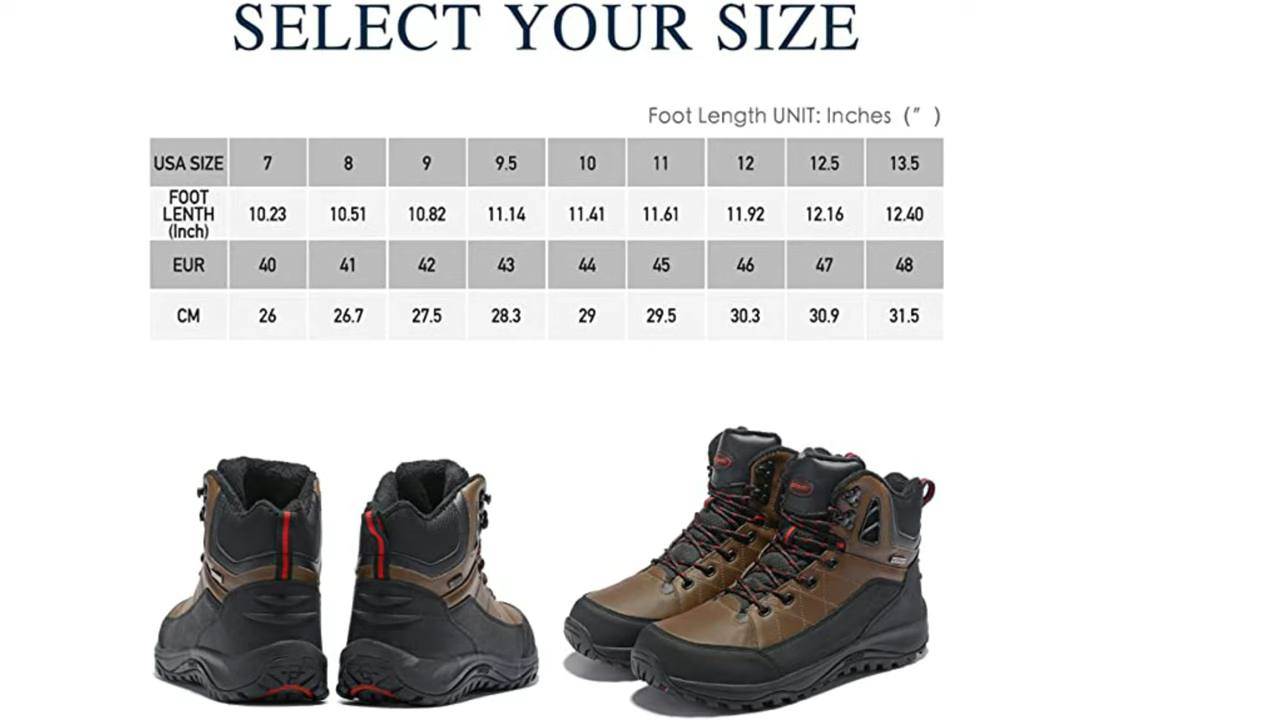 SELECT YOUR SIZE
Foot Length UNIT: Inches (″ )
USA SIZE 7 8 9 9.5 10 11 12 12.5 13.5
FOOT
LENTH
(Inch) 10.23 10.51 10.82 11.14 11.41 11.61 11.92 12.16 12.40
EUR 40 41 42 43 44 45 46 47 48
CM 26 26.7 27.5 28.3 29 29.5 30.3 30.9 31.5